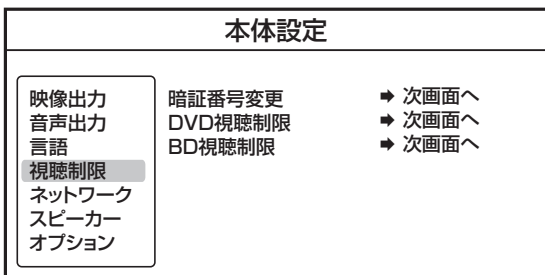 本体設定
映像出力
音声出力
言語
視聴制限
ネットワーク
スピーカー
オプション
暗証番号変更 ➡ 次画面へ
DVD視聴制限 ➡ 次画面へ
BD視聴制限 ➡ 次画面へ